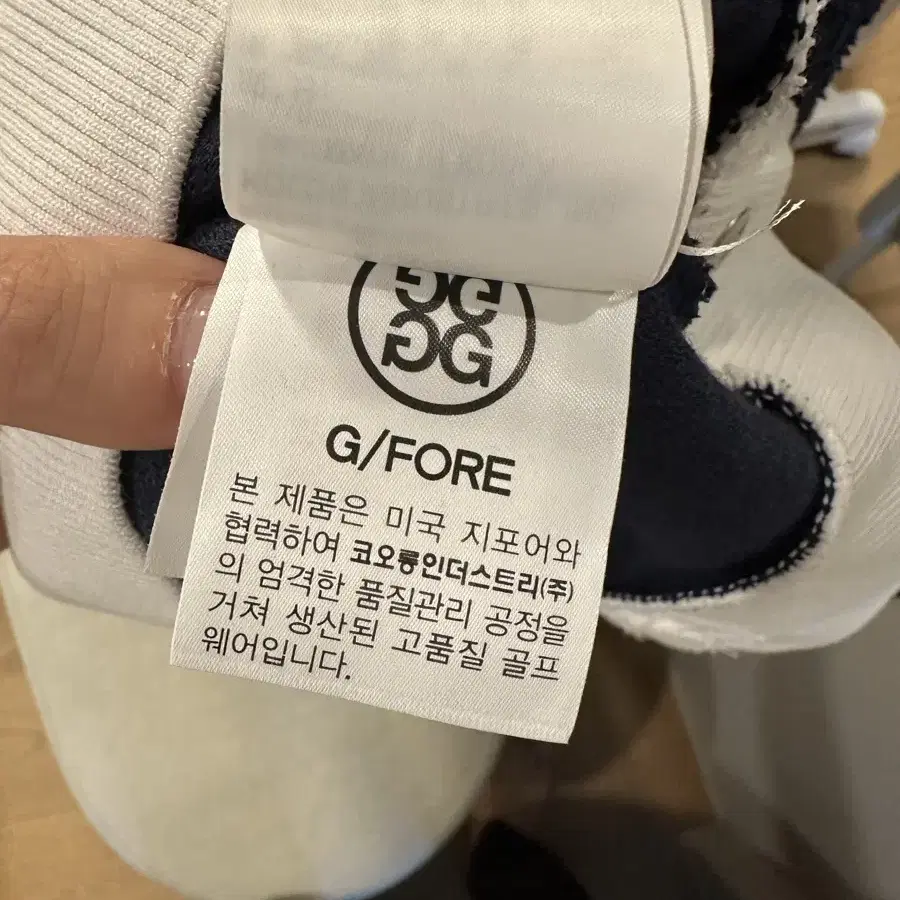 G/FORE
본 제품은 미국 지포어와
협력하여 코오롱인더스트리(주)
의 엄격한 품질관리 공정을
거쳐 생산된 고품질 골프
웨어입니다.